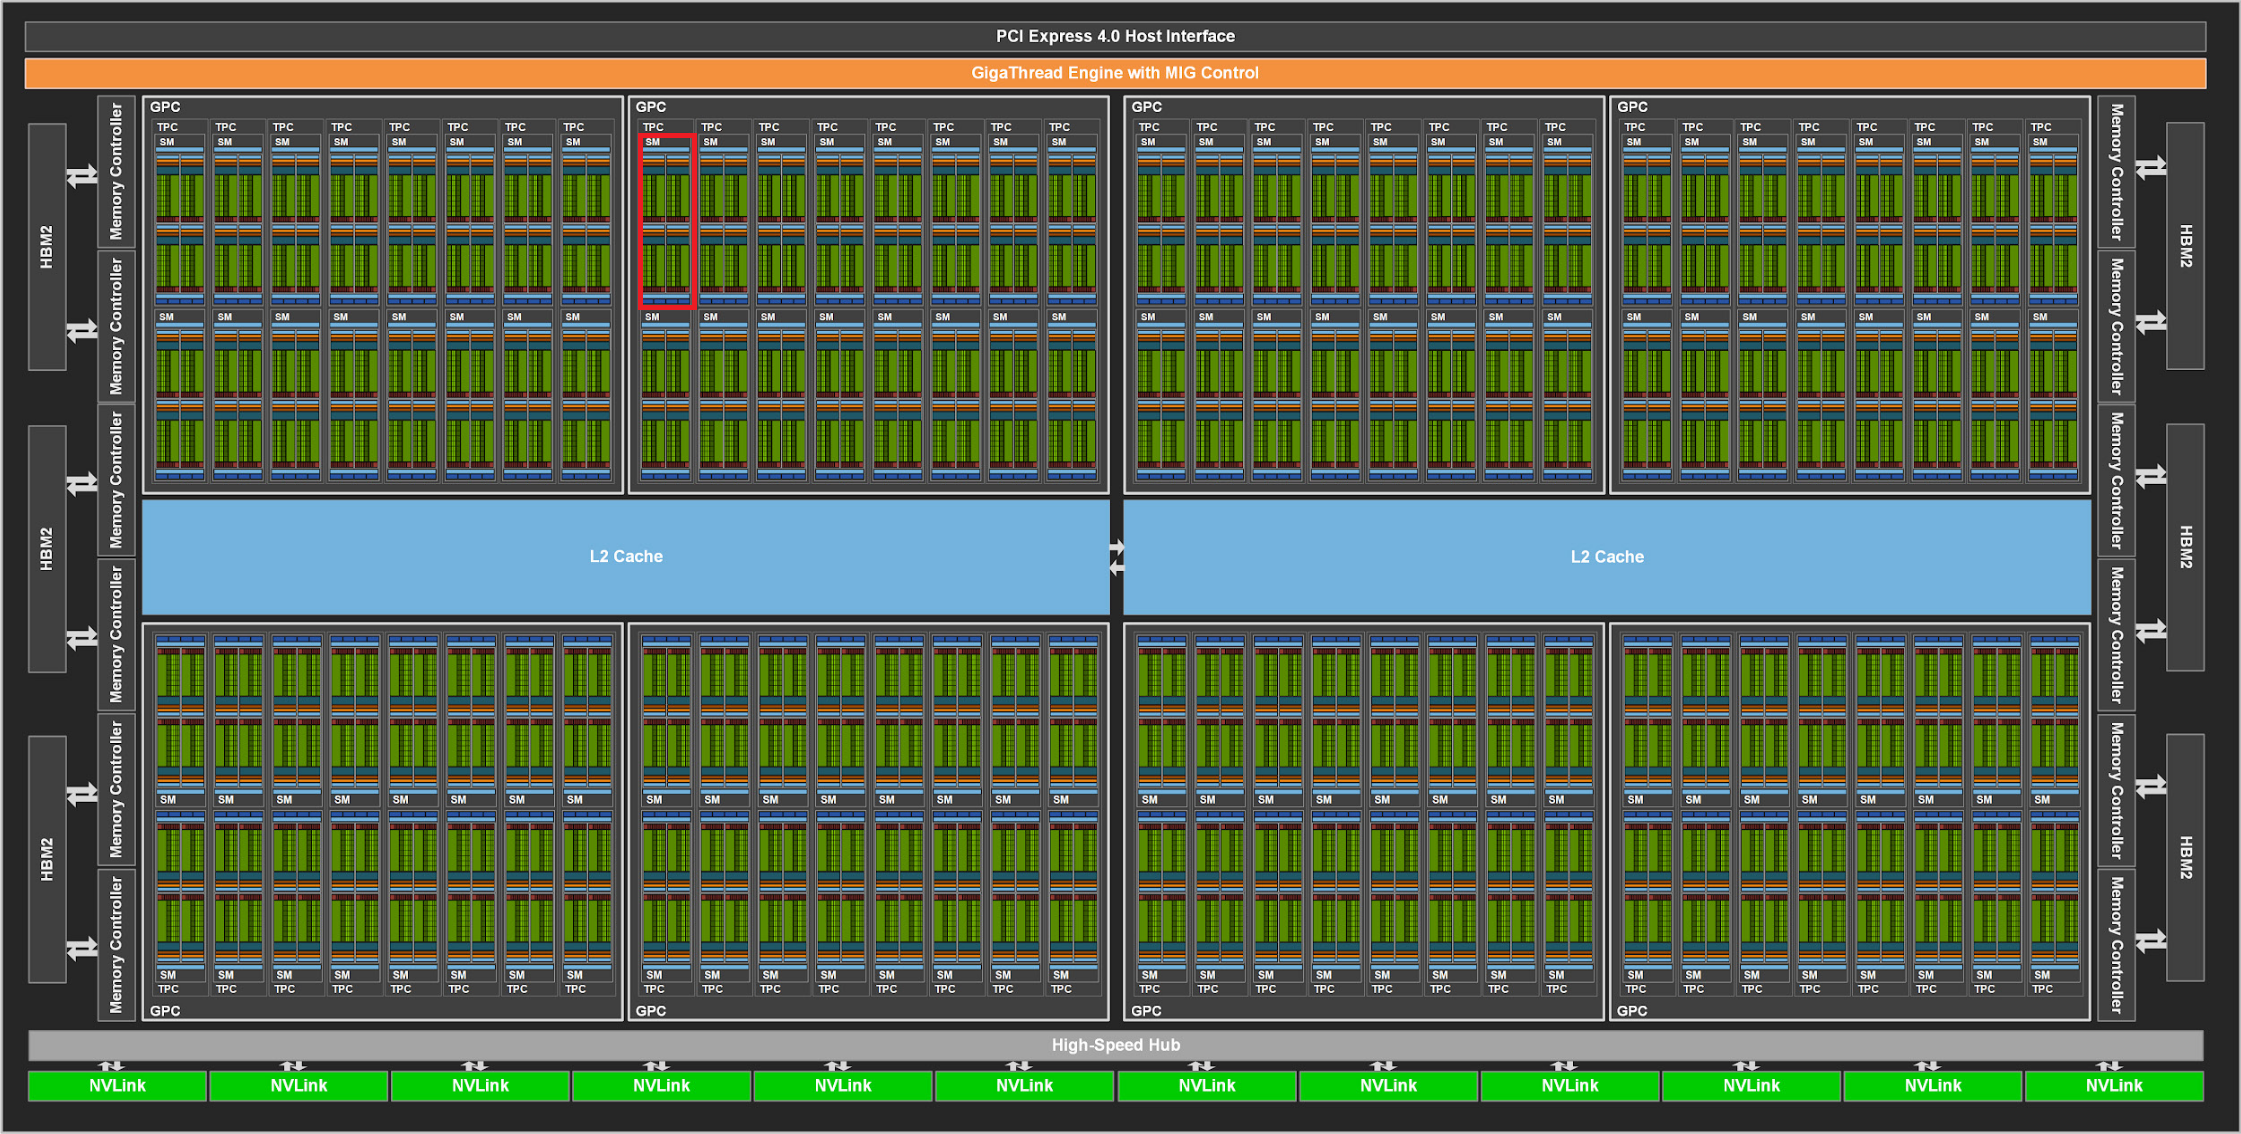 PCI Express 4.0 Host Interface
GigaThread Engine with MIG Control
GPC GPC GPC GPC
TPC TPC TPC TPC TPC TPC TPC TPC TPC TPC TPC TPC TPC TPC TPC TPC TPC TPC TPC TPC TPC TPC TPC TPC TPC TPC TPC TPC TPC TPC TPC TPC
SM SM SM SM SM SM SM SM SM SM SM SM SM SM SM SM SM SM SM SM SM SM SM SM SM SM SM SM SM SM SM SM
SM SM SM SM SM SM SM SM SM SM SM SM SM SM SM SM SM SM SM SM SM SM SM SM SM SM SM SM SM SM SM SM
L2 Cache L2 Cache
SM SM SM SM SM SM SM SM SM SM SM SM SM SM SM SM SM SM SM SM SM SM SM SM SM SM SM SM SM SM SM SM
SM SM SM SM SM SM SM SM SM SM SM SM SM SM SM SM SM SM SM SM SM SM SM SM SM SM SM SM SM SM SM SM
TPC TPC TPC TPC TPC TPC TPC TPC TPC TPC TPC TPC TPC TPC TPC TPC TPC TPC TPC TPC TPC TPC TPC TPC TPC TPC TPC TPC TPC TPC TPC TPC
GPC GPC GPC GPC
HBM2
HBM2
HBM2
Memory Controller
Memory Controller
Memory Controller
Memory Controller
Memory Controller
Memory Controller
Memory Controller
Memory Controller
Memory Controller
Memory Controller
Memory Controller
Memory Controller
HBM2
HBM2
HBM2
High-Speed Hub
NVLink NVLink NVLink NVLink NVLink NVLink NVLink NVLink NVLink NVLink NVLink NVLink